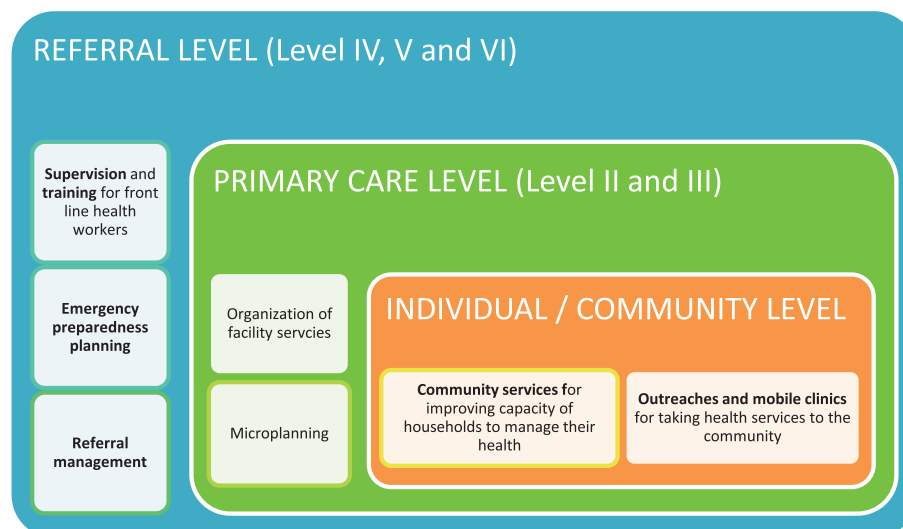 REFERRAL LEVEL (Level IV, V and VI)
Supervision and
training for front
line health
workers
Emergency
preparedness
planning
Referral
management
PRIMARY CARE LEVEL (Level II and III)
Organization of
facility servcies
Microplanning
INDIVIDUAL / COMMUNITY LEVEL
Community services for
improving capacity of
households to manage their
health
Outreaches and mobile clinics
for taking health services to the
community